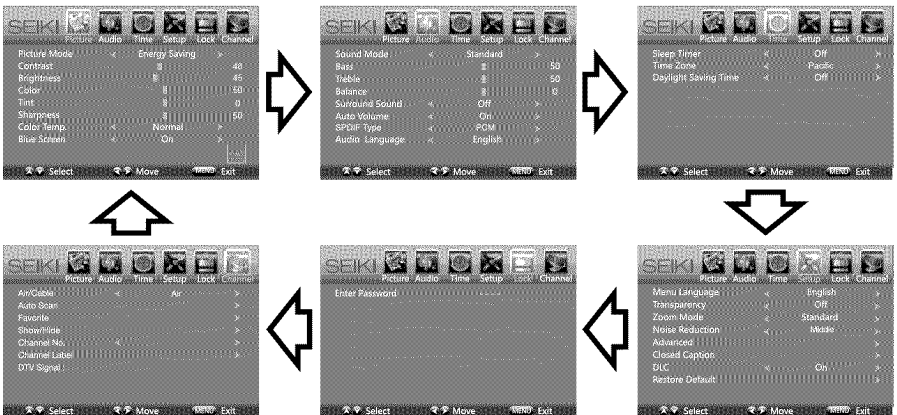 SEIKI
Picture Audio Time Setup Lock Channel
Picture Mode Energy Saving
Contrast 40
Brightness 45
Color 50
Tint 0
Sharpness 50
Color Temp. Normal
Blue Screen On
Select Move MENU Exit
SEIKI
Picture Audio Time Setup Lock Channel
Sound Mode Standard
Bass 50
Treble 50
Balance 0
Surround Sound Off
Auto Volume On
SPDIF Type PCM
Audio Language English
Select Move MENU Exit
SEIKI
Picture Audio Time Setup Lock Channel
Sleep Timer Off
Time Zone Pacific
Daylight Saving Time Off
Select Move MENU Exit
SEIKI
Picture Audio Time Setup Lock Channel
Menu Language English
Transparency Off
Zoom Mode Standard
Noise Reduction Middle
Advanced
Closed Caption
DLC On
Restore Default
Select Move MENU Exit
SEIKI
Picture Audio Time Setup Lock Channel
Enter Password
Select Move MENU Exit
SEIKI
Picture Audio Time Setup Lock Channel
Air/Cable Air
Auto Scan
Favorite
Show/Hide
Channel No.
Channel Label
DTV Signal
Select Move MENU Exit